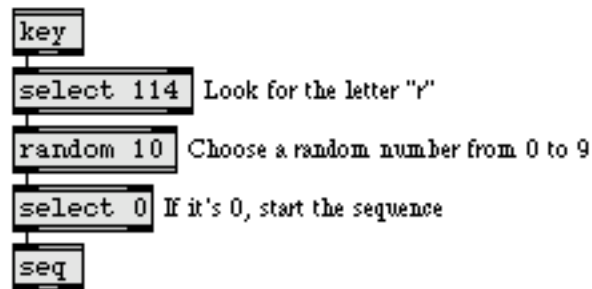 key
select 114 Look for the letter "r"
random 10 Choose a random number from 0 to 9
select 0 If it's 0, start the sequence
seq